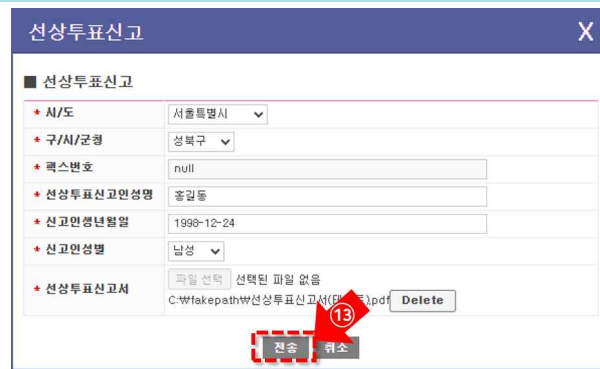 선상투표신고 X
■ 선상투표신고
* 시/도 서울특별시
* 구/시/군청 성북구
* 팩스번호 null
* 선상투표신고인성명 홍길동
* 신고인생년월일 1998-12-24
* 신고인성별 남성
* 선상투표신고서 파일 선택 선택된 파일 없음
C:₩fakepath₩선상투표신고서(테 ).pdf Delete
⑬
전송 취소